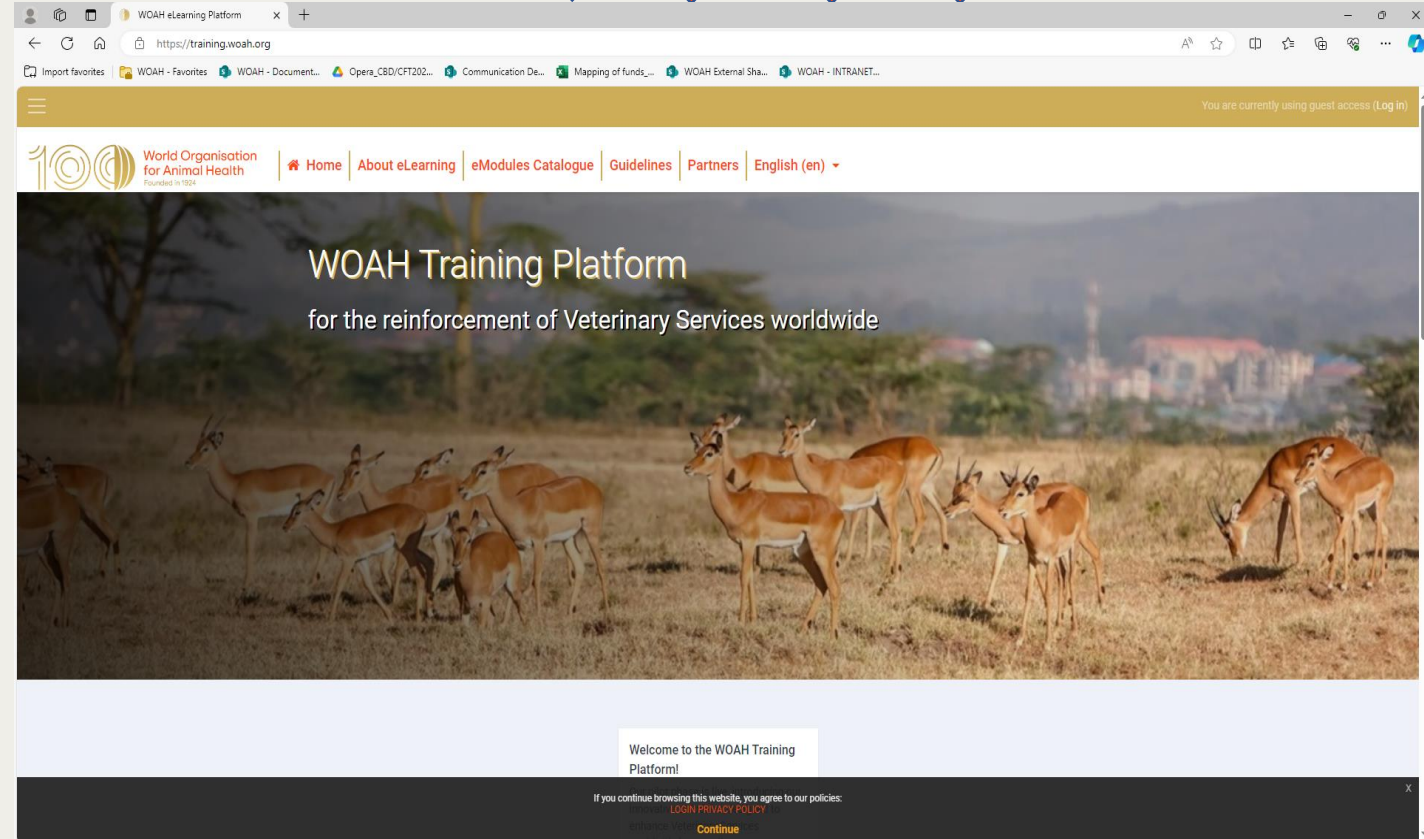 WOAH eLearning Platform
https://training.woah.org
Import favorites
WOAH - Favorites
WOAH - Document...
Opera_CBD/CFT202...
Communication De...
Mapping of funds_...
WOAH External Sha...
WOAH - INTRANET...
You are currently using guest access (Log in)
100
World Organisation
for Animal Health
Founded in 1924
Home
About eLearning
eModules Catalogue
Guidelines
Partners
English (en)
WOAH Training Platform
for the reinforcement of Veterinary Services worldwide
Welcome to the WOAH Training
Platform!
If you continue browsing this website, you agree to our policies:
LOGIN PRIVACY POLICY
Continue
X